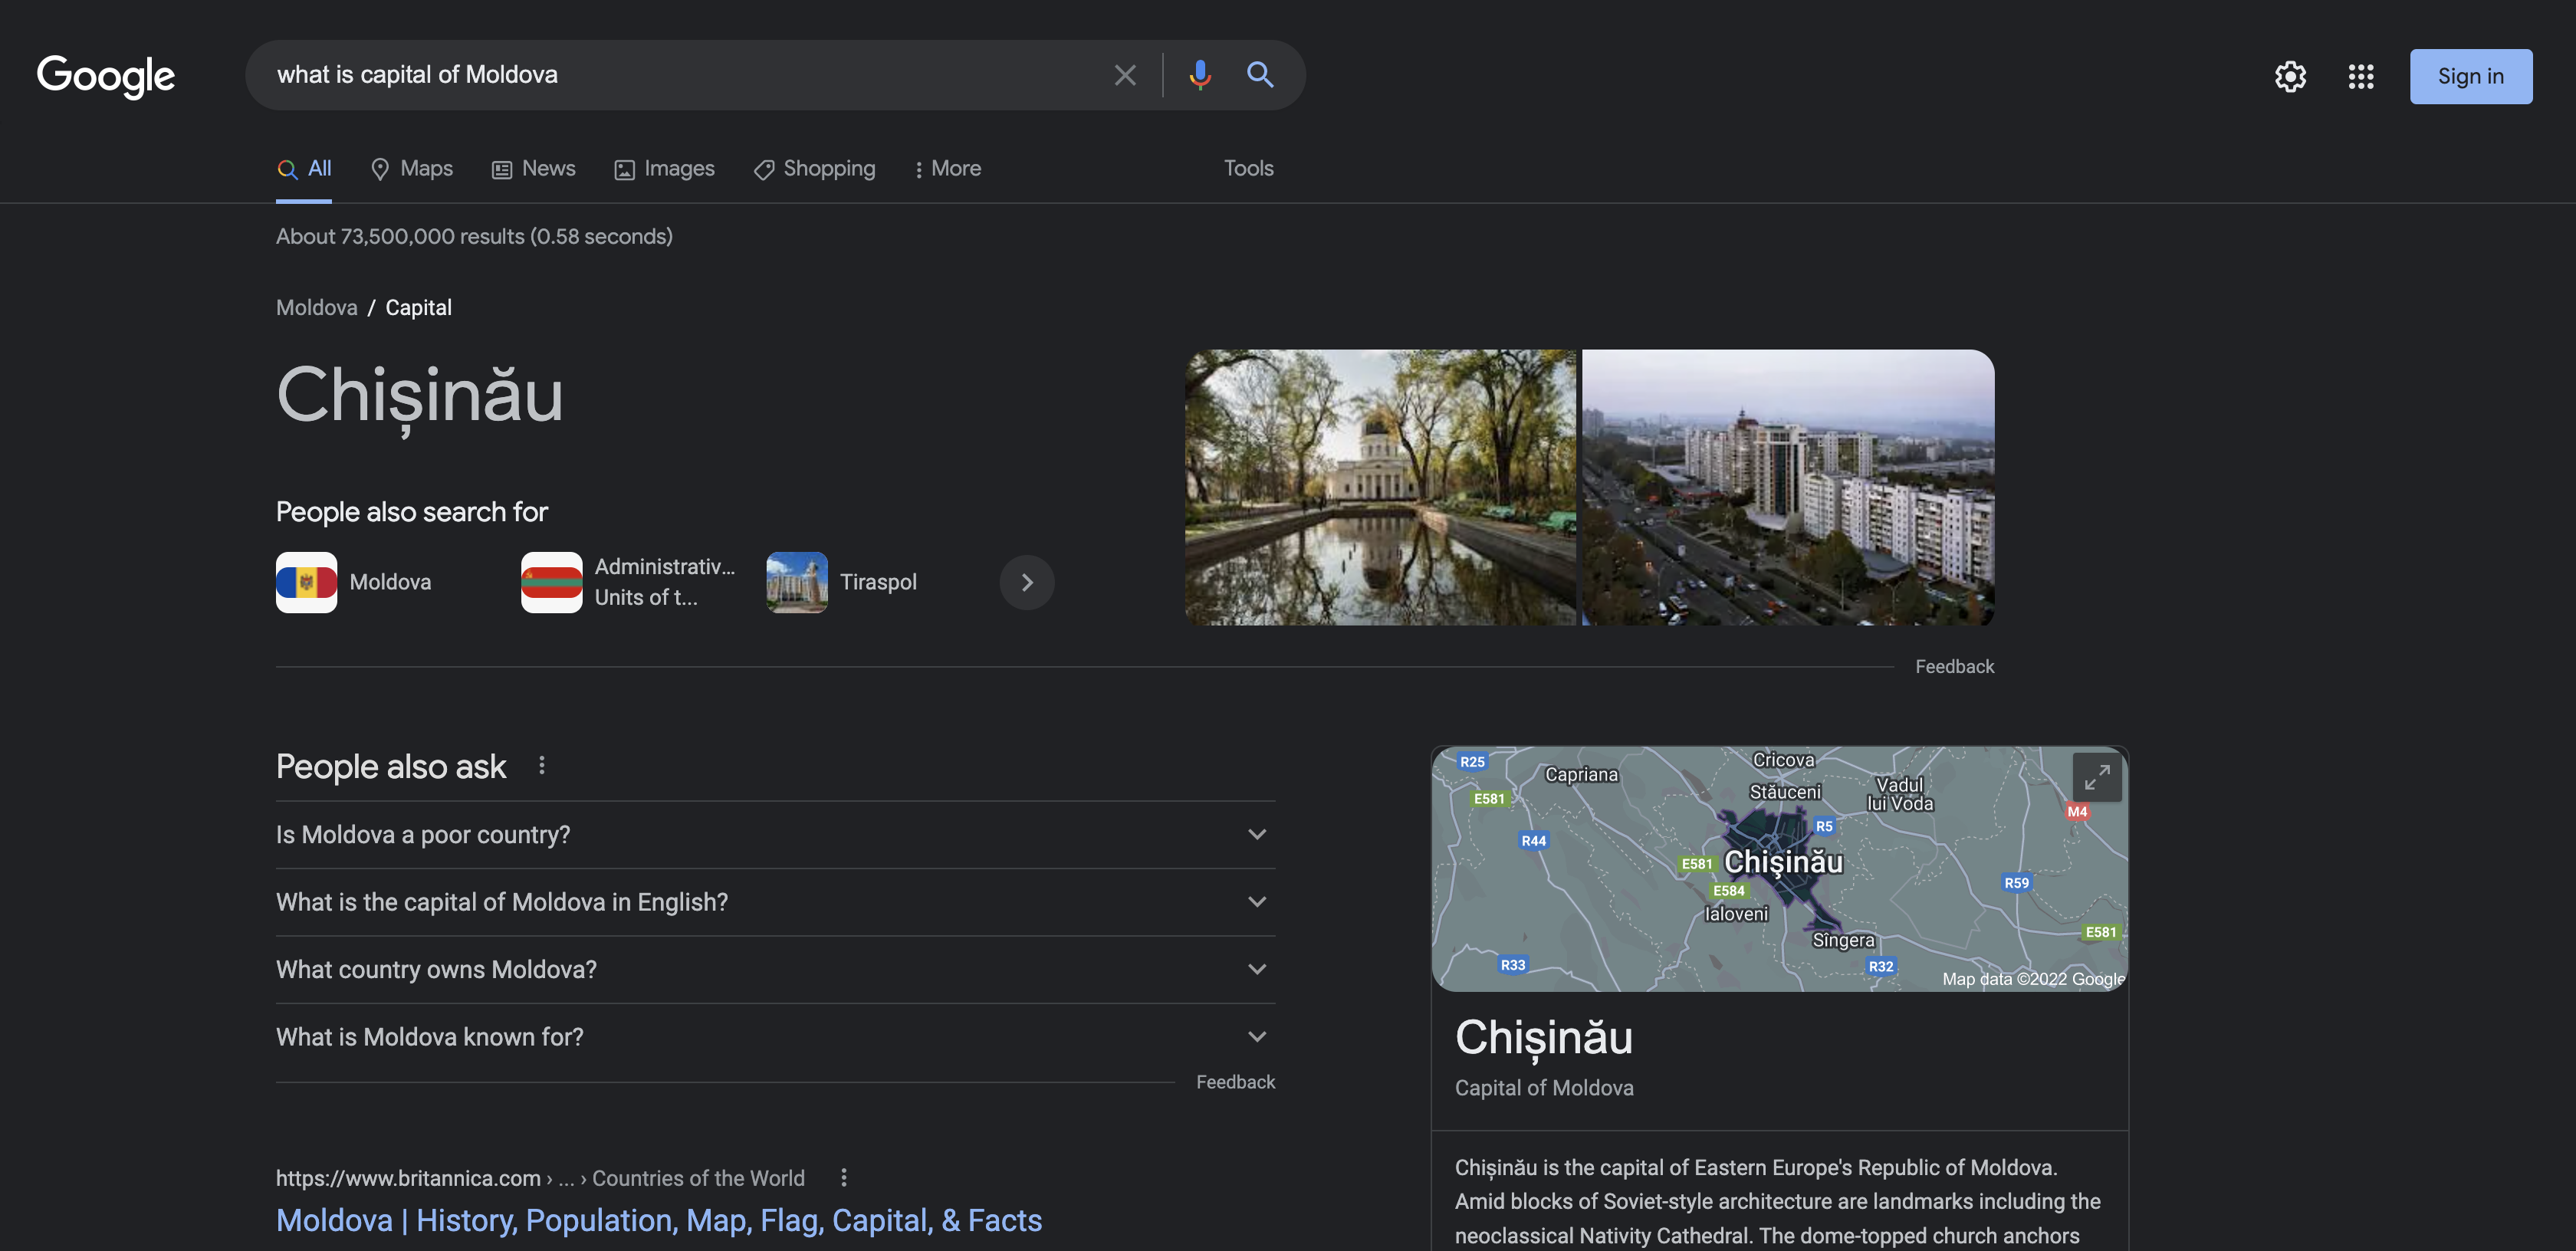 Google
what is capital of Moldova
Sign in
All
Maps
News
Images
Shopping
More
Tools
About 73,500,000 results (0.58 seconds)
Moldova / Capital
Chișinău
People also search for
Moldova
Administrativ...
Units of t...
Tiraspol
Feedback
People also ask
Is Moldova a poor country?
What is the capital of Moldova in English?
What country owns Moldova?
What is Moldova known for?
Feedback
https://www.britannica.com › ... › Countries of the World
Moldova | History, Population, Map, Flag, Capital, & Facts
R25
Capriana
Cricova
E581
Stăuceni
Vadul
lui Voda
M4
R44
R5
E581
Chişinău
R59
E584
Ialoveni
E581
Sîngera
R33
R32
Map data ©2022 Google
Chișinău
Capital of Moldova
Chișinău is the capital of Eastern Europe's Republic of Moldova.
Amid blocks of Soviet-style architecture are landmarks including the
neoclassical Nativity Cathedral. The dome-topped church anchors